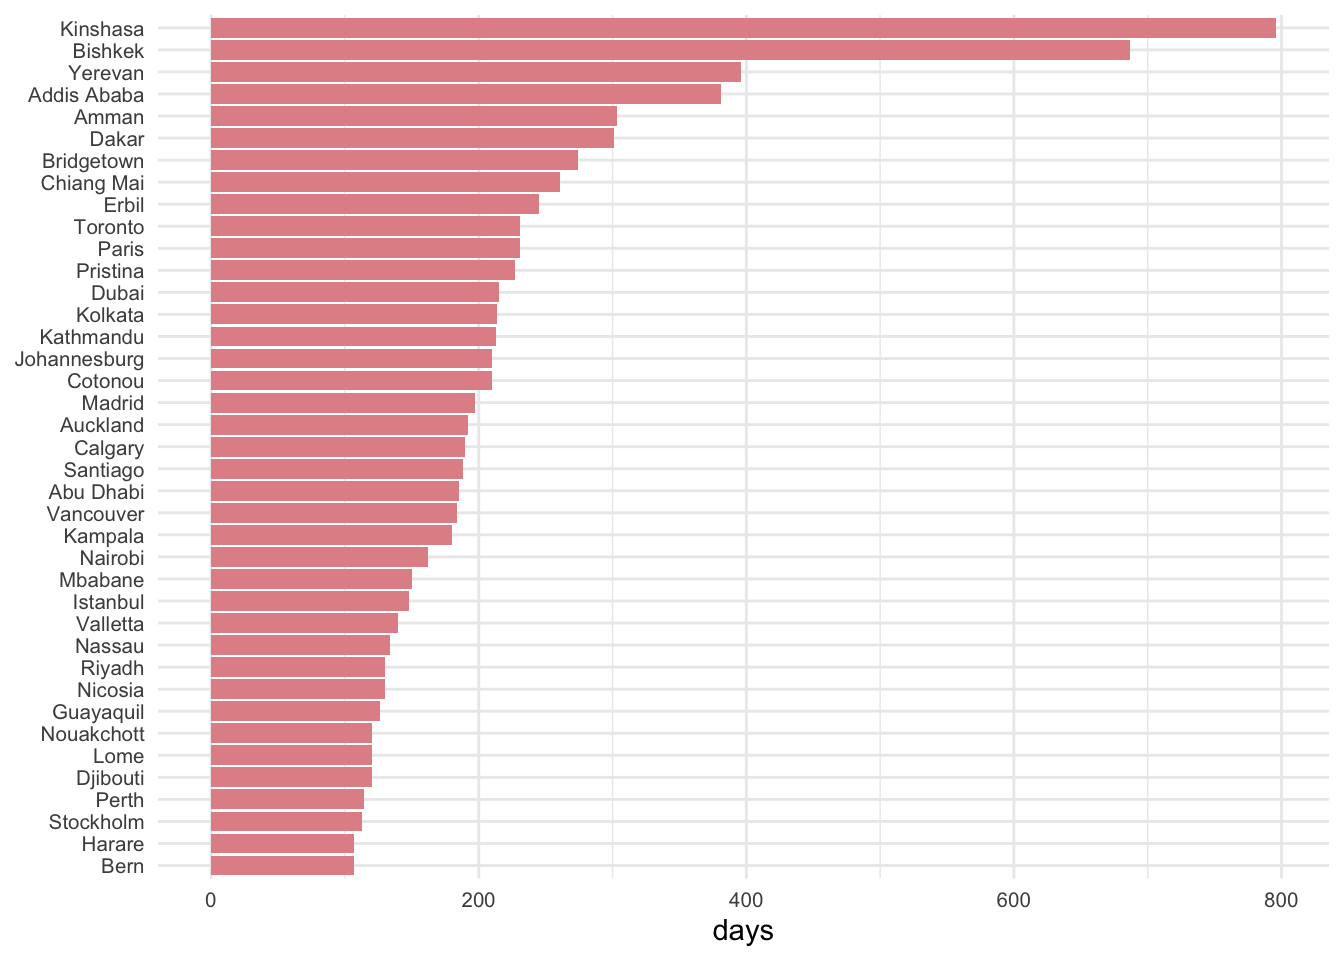 Kinshasa
Bishkek
Yerevan
Addis Ababa
Amman
Dakar
Bridgetown
Chiang Mai
Erbil
Toronto
Paris
Pristina
Dubai
Kolkata
Kathmandu
Johannesburg
Cotonou
Madrid
Auckland
Calgary
Santiago
Abu Dhabi
Vancouver
Kampala
Nairobi
Mbabane
Istanbul
Valletta
Nassau
Riyadh
Nicosia
Guayaquil
Nouakchott
Lome
Djibouti
Perth
Stockholm
Harare
Bern
0 200 400 600 800
days